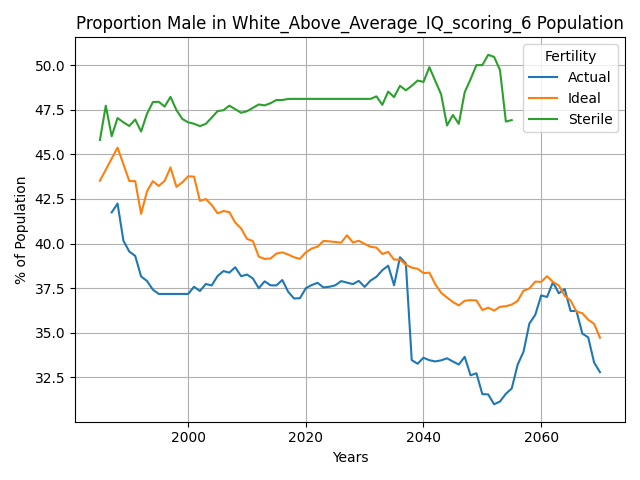 Proportion Male in White_Above_Average_IQ_scoring_6 Population
Fertility
Actual
Ideal
Sterile
% of Population
50.0
47.5
45.0
42.5
40.0
37.5
35.0
32.5
2000
2020
2040
2060
Years